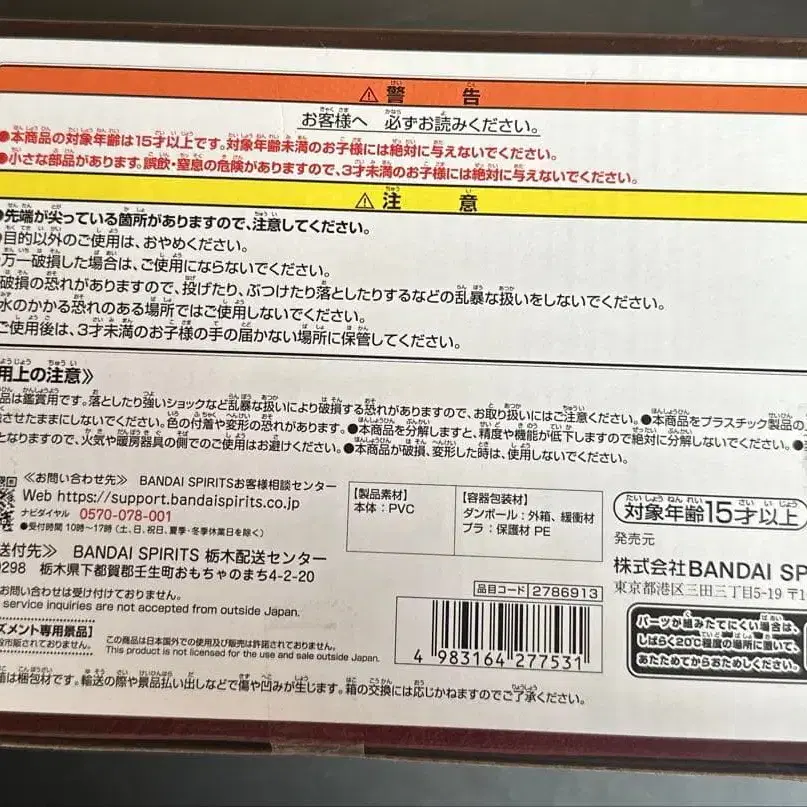 ⚠警告
お客様へ 必ずお読みください。
●本商品の対象年齢は15才以上です。対象年齢未満のお子様には絶対に与えないでください。
●小さな部品があります。誤飲・窒息の危険がありますので、3才未満のお子様には絶対に与えないでください。
⚠注意
●先端が尖っている箇所がありますので、注意してください。
目的以外のご使用は、おやめください。
万一破損した場合は、ご使用にならないでください。
破損の恐れがありますので、投げたり、ぶつけたり落としたりするなどの乱暴な扱いをしないでください。
水のかかる恐れのある場所ではご使用しないでください。
ご使用後は、3才未満のお子様の手の届かない場所に保管してください。
用上の注意》
品は鑑賞用です。落としたり強いショックなど乱暴な扱いにより破損する恐れがありますので、お取り扱いにはご注意ください。●本商品をプラスチック製品の上
させたままにしないでください。色の付着や変形の恐れがあります。●本商品を分解しますと、精度や機能が低下しますので絶対に分解しないでください。●
となりますので、火気や暖房器具の側でのご使用はお避けください。●本商品が破損、変形した時は、使用しないでください。
≪お問い合わせ先≫ BANDAI SPIRITSお客様相談センター
Web https://support.bandaispirits.co.jp
ナビダイヤル 0570-078-001
●受付時間 10時～17時(土、日、祝日、夏季・冬季休業日を除く)
送付先≫ BANDAI SPIRITS 栃木配送センター
0298 栃木県下都賀郡壬生町おもちゃのまち4-2-20
お問い合わせは受け付けておりません。
service inquiries are not accepted from outside Japan.
ズメント専用景品]
販売されておりません。
この商品は日本国外での使用及び販売は許諾されておりません。
This product is not licensed for the use and sale outside Japan.
箱は梱包材です。輸送の際や景品払い出しなどで傷や凹みが生じます。箱の交換には応じかねますのでご了承ください。
【製品素材】
本体：PVC
【容器包装材】
ダンボール：外箱、緩衝材
プラ：保護材 PE
品目コード 2786913
4 983164 277531
対象年齢15才以上
発売元
株式会社BANDAI SP
東京都港区三田三丁目5-19 〒10
パーツが組みたてにくい場合は、
しばらく20℃程度の場所に置いて、
あたためてからおためしください。